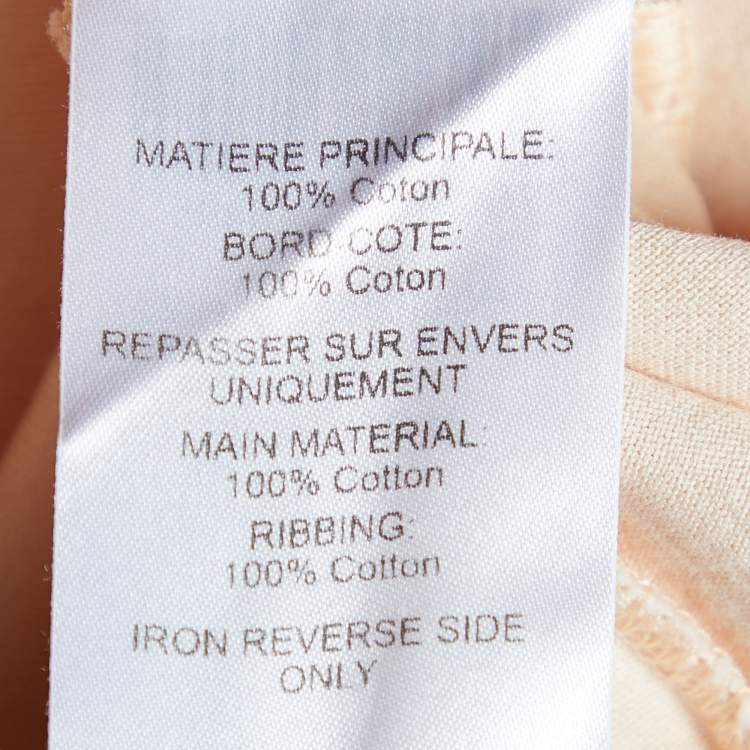 MATIERE PRINCIPALE:
100% Coton
BORD-COTE:
100% Coton
REPASSER SUR ENVERS
UNIQUEMENT
MAIN MATERIAL:
100% Cotton
RIBBING:
100% Cotton
IRON REVERSE SIDE
ONLY